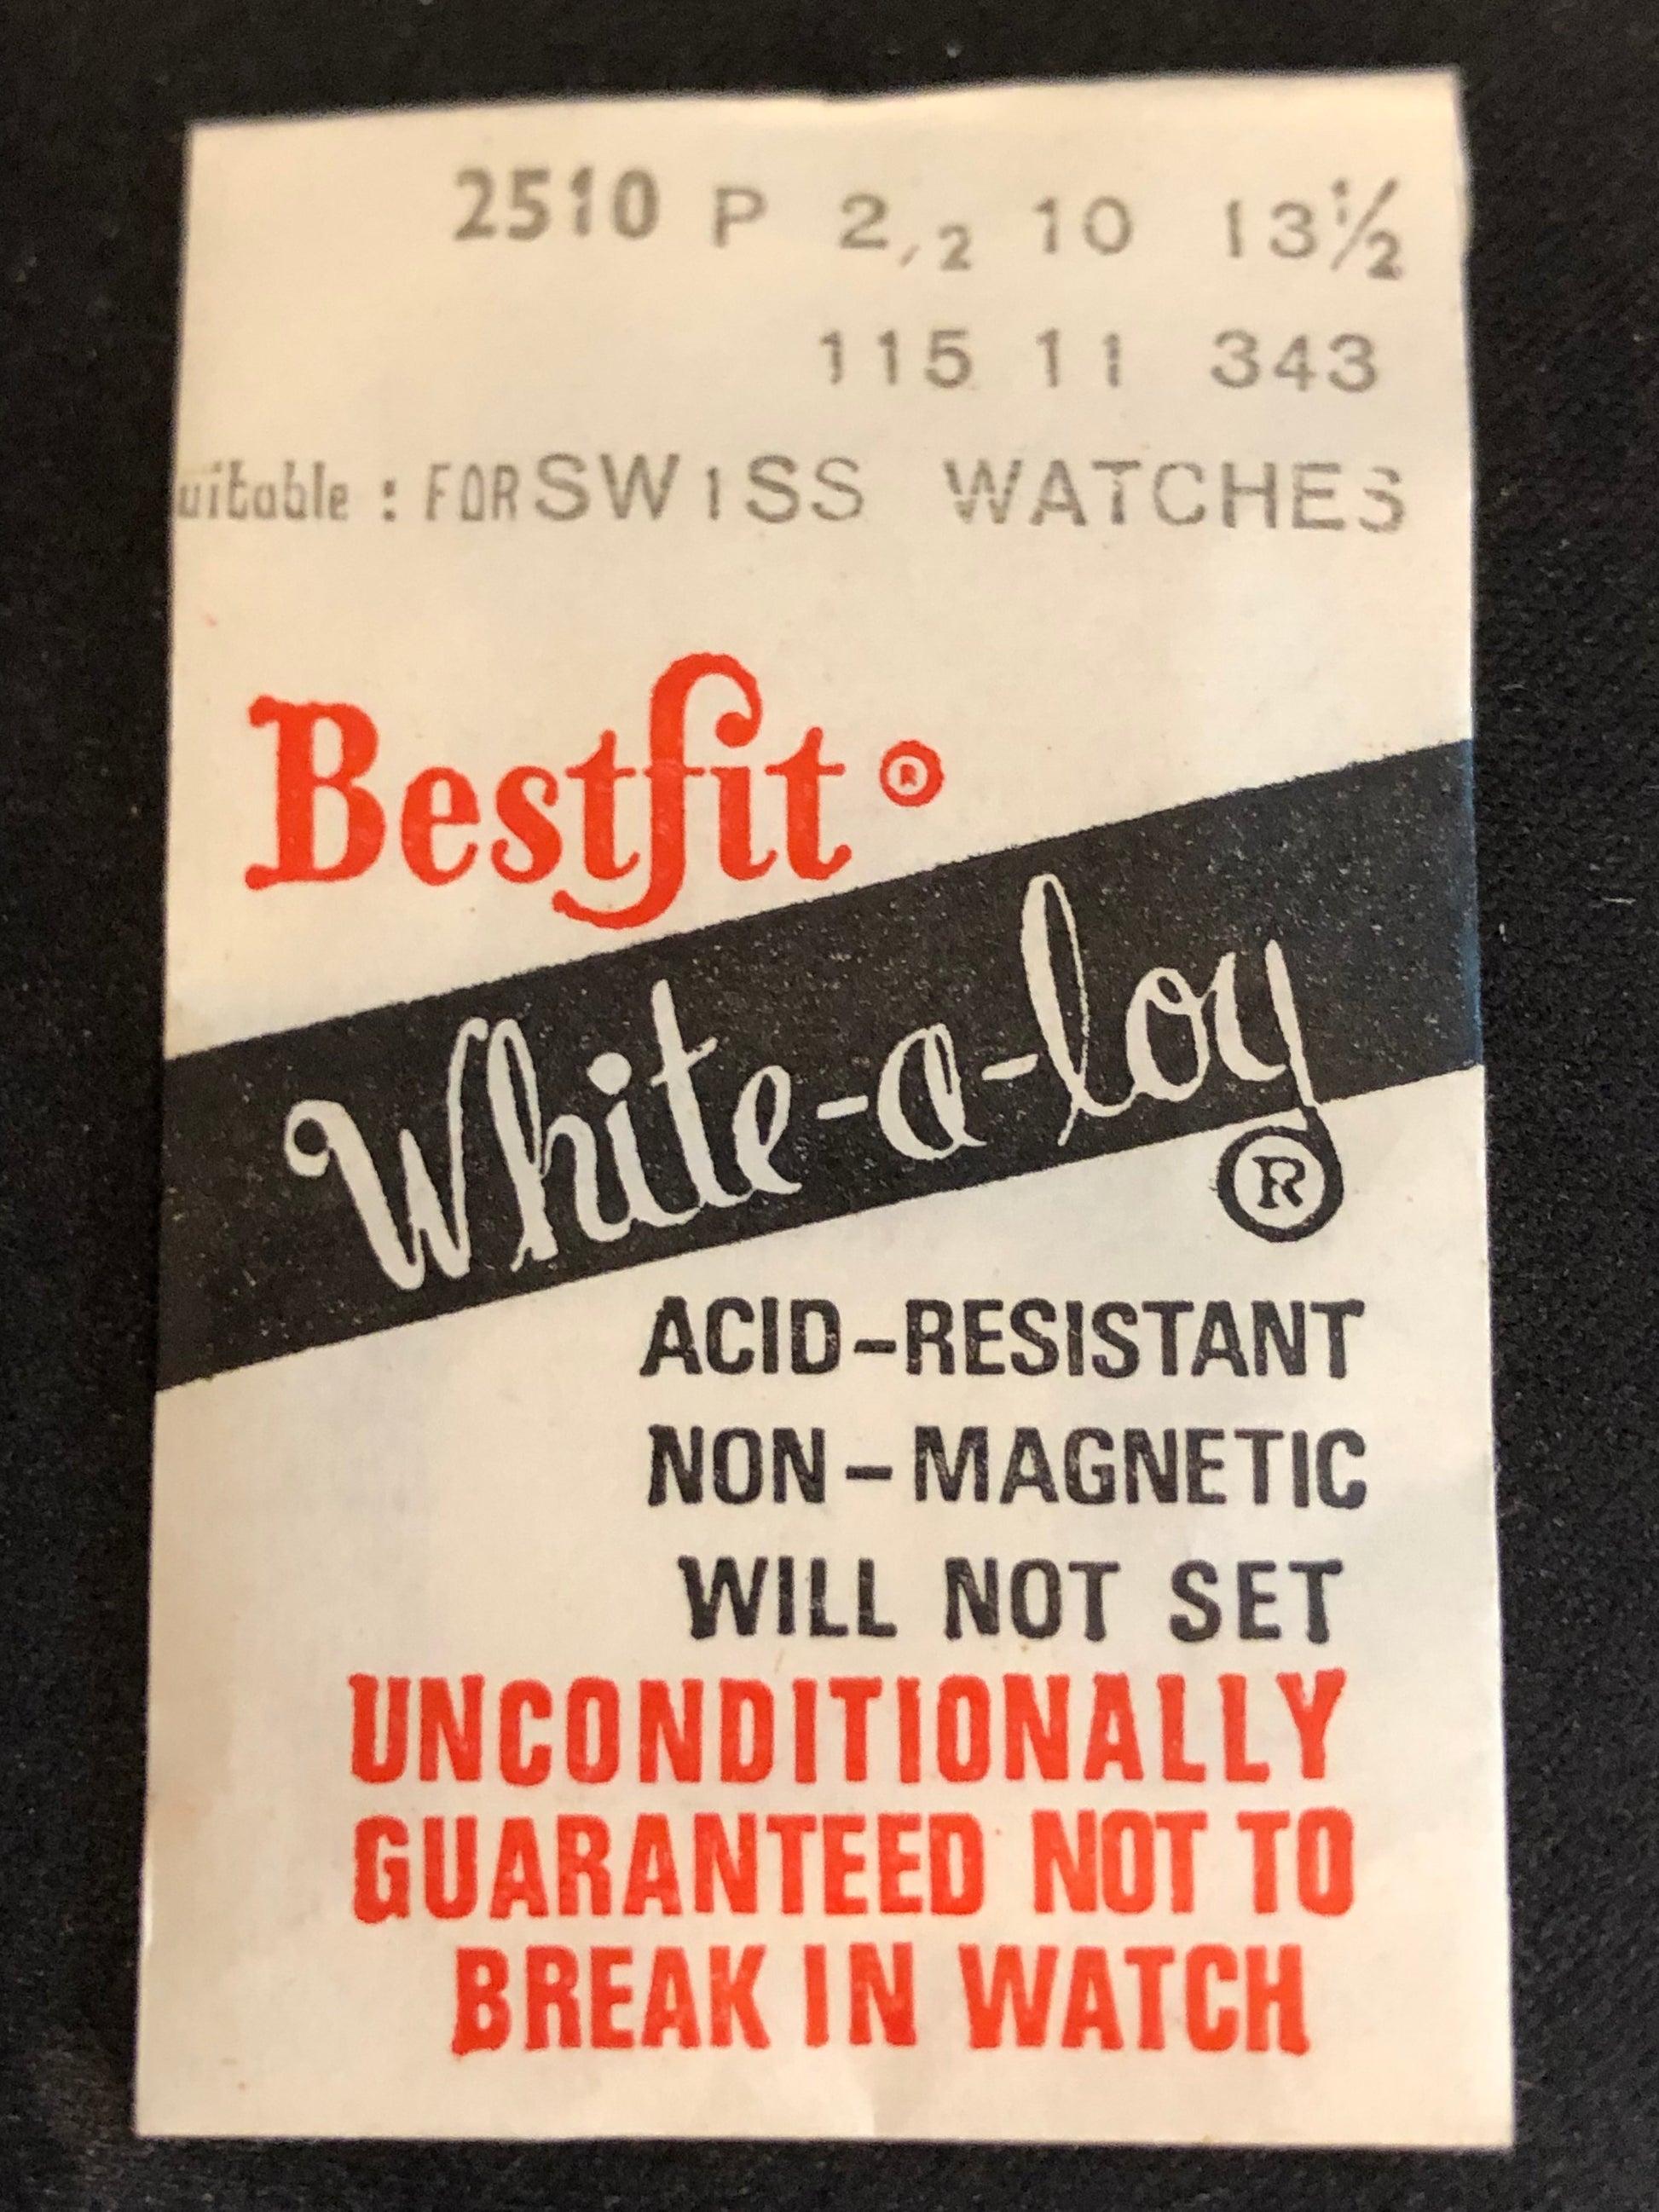 2510 P 2,2 10 13½
115 11 343
uitable : FOR SWISS WATCHES
Bestfit ®
White-a-loy
®
ACID-RESISTANT
NON-MAGNETIC
WILL NOT SET
UNCONDITIONALLY
GUARANTEED NOT TO
BREAK IN WATCH